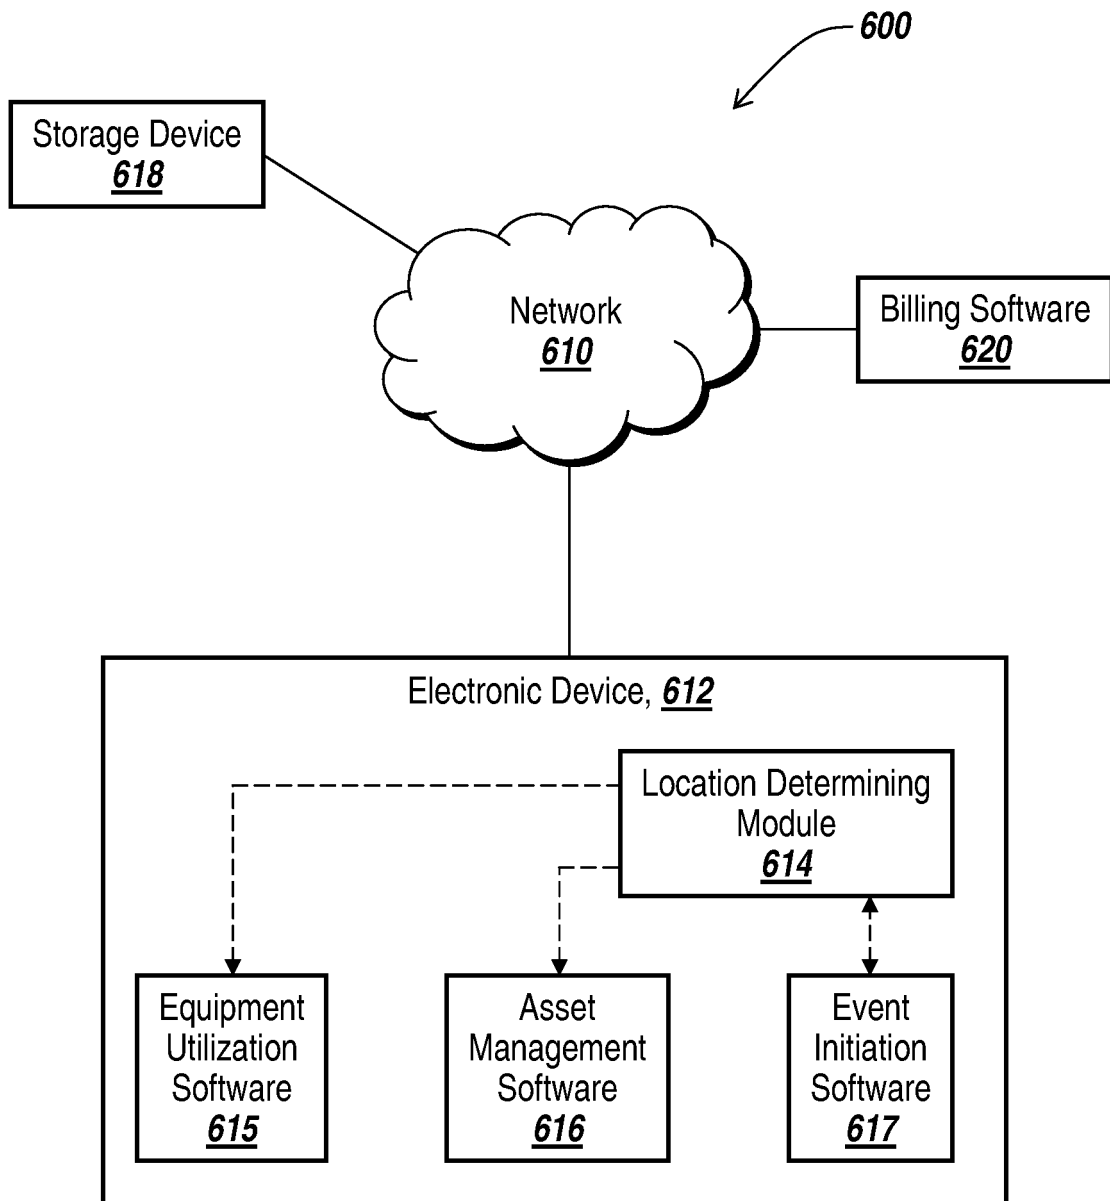 600
Storage Device
618
Network
610
Billing Software
620
Electronic Device, 612
Location Determining
Module
614
Equipment
Utilization
Software
615
Asset
Management
Software
616
Event
Initiation
Software
617